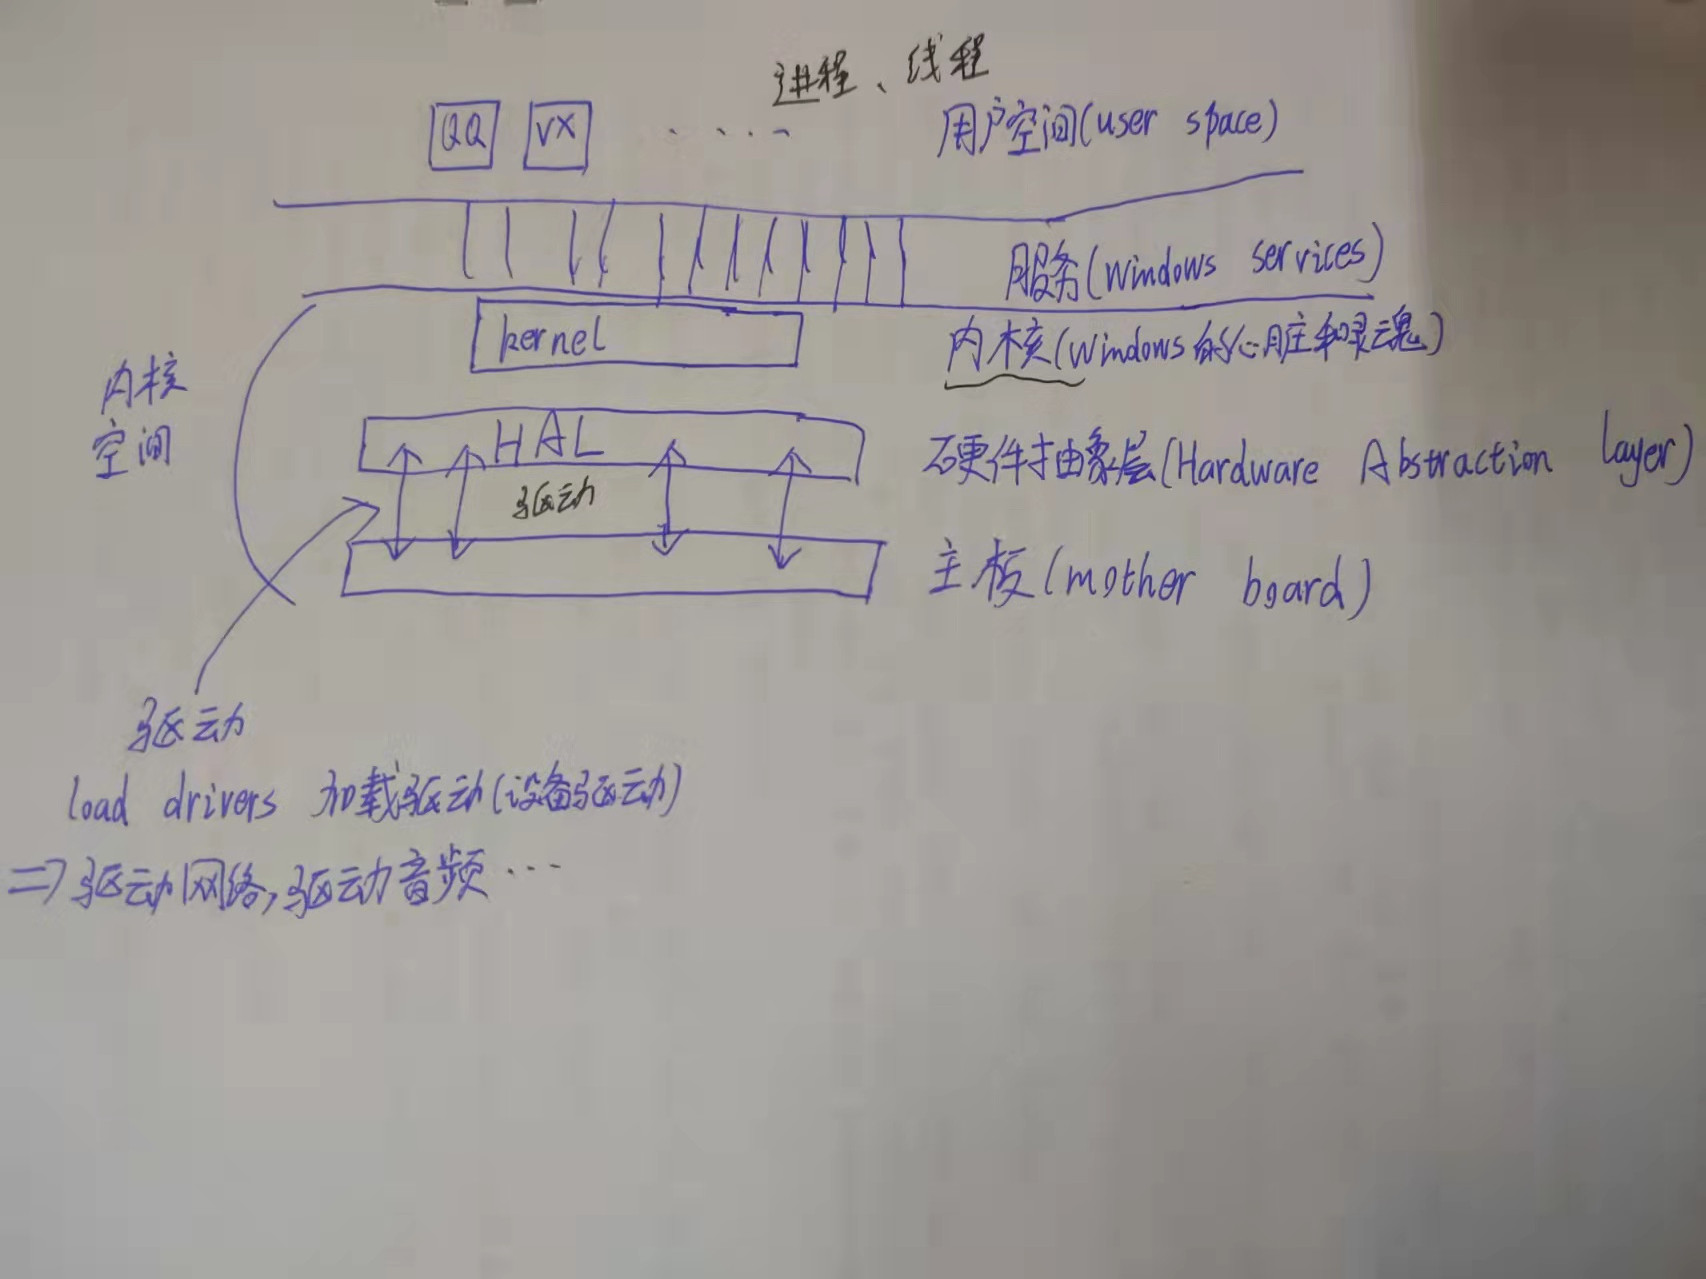 进程、线程
QQ VX ····
用户空间(user space)
服务(Windows services)
kernel
内核(Windows的心脏和灵魂)
内核
空间
HAL
硬件抽象层(Hardware Abstraction layer)
驱动
主板(mother board)
驱动
load drivers 加载驱动(设备驱动)
=>驱动网络,驱动音频···